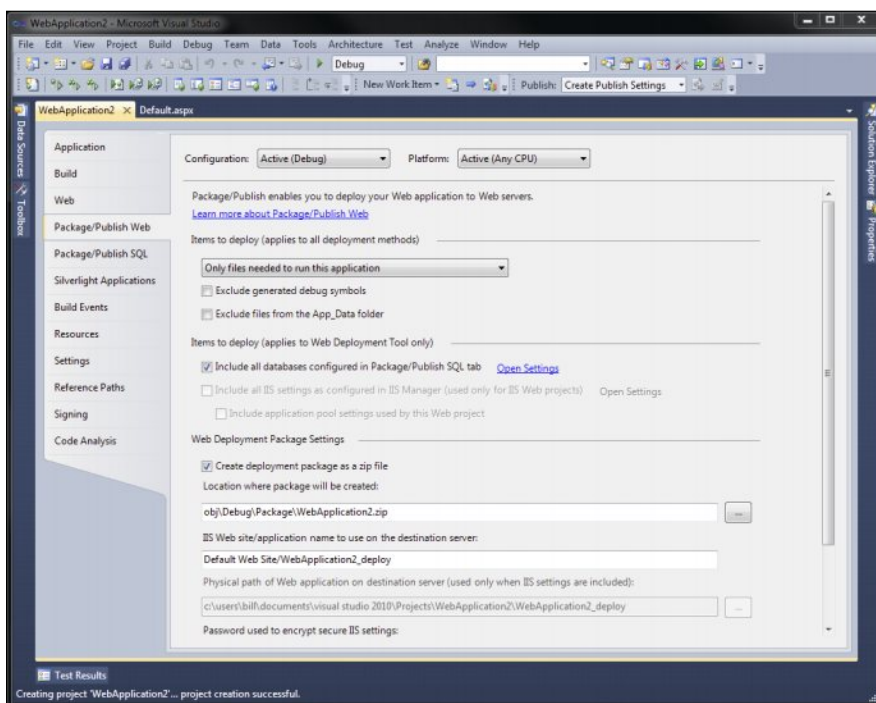 WebApplication2 - Microsoft Visual Studio
File Edit View Project Build Debug Team Data Tools Architecture Test Analyze Window Help
Debug
New Work Item Publish: Create Publish Settings
WebApplication2 Default.aspx
Data Sources
Toolbox
Solution Explorer
Properties
Application
Build
Web
Package/Publish Web
Package/Publish SQL
Silverlight Applications
Build Events
Resources
Settings
Reference Paths
Signing
Code Analysis
Configuration: Active (Debug) Platform: Active (Any CPU)
Package/Publish enables you to deploy your Web application to Web servers.
Learn more about Package/Publish Web
Items to deploy (applies to all deployment methods)
Only files needed to run this application
Exclude generated debug symbols
Exclude files from the App_Data folder
Items to deploy (applies to Web Deployment Tool only)
Include all databases configured in Package/Publish SQL tab Open Settings
Include all IIS settings as configured in IIS Manager (used only for IIS Web projects) Open Settings
Include application pool settings used by this Web project
Web Deployment Package Settings
Create deployment package as a zip file
Location where package will be created:
obj\Debug\Package\WebApplication2.zip
...
IIS Web site/application name to use on the destination server:
Default Web Site/WebApplication2_deploy
Physical path of Web application on destination server (used only when IIS settings are included):
c:\users\bill\documents\visual studio 2010\Projects\WebApplication2\WebApplication2_deploy
...
Password used to encrypt secure IIS settings:
Test Results
Creating project 'WebApplication2'... project creation successful.